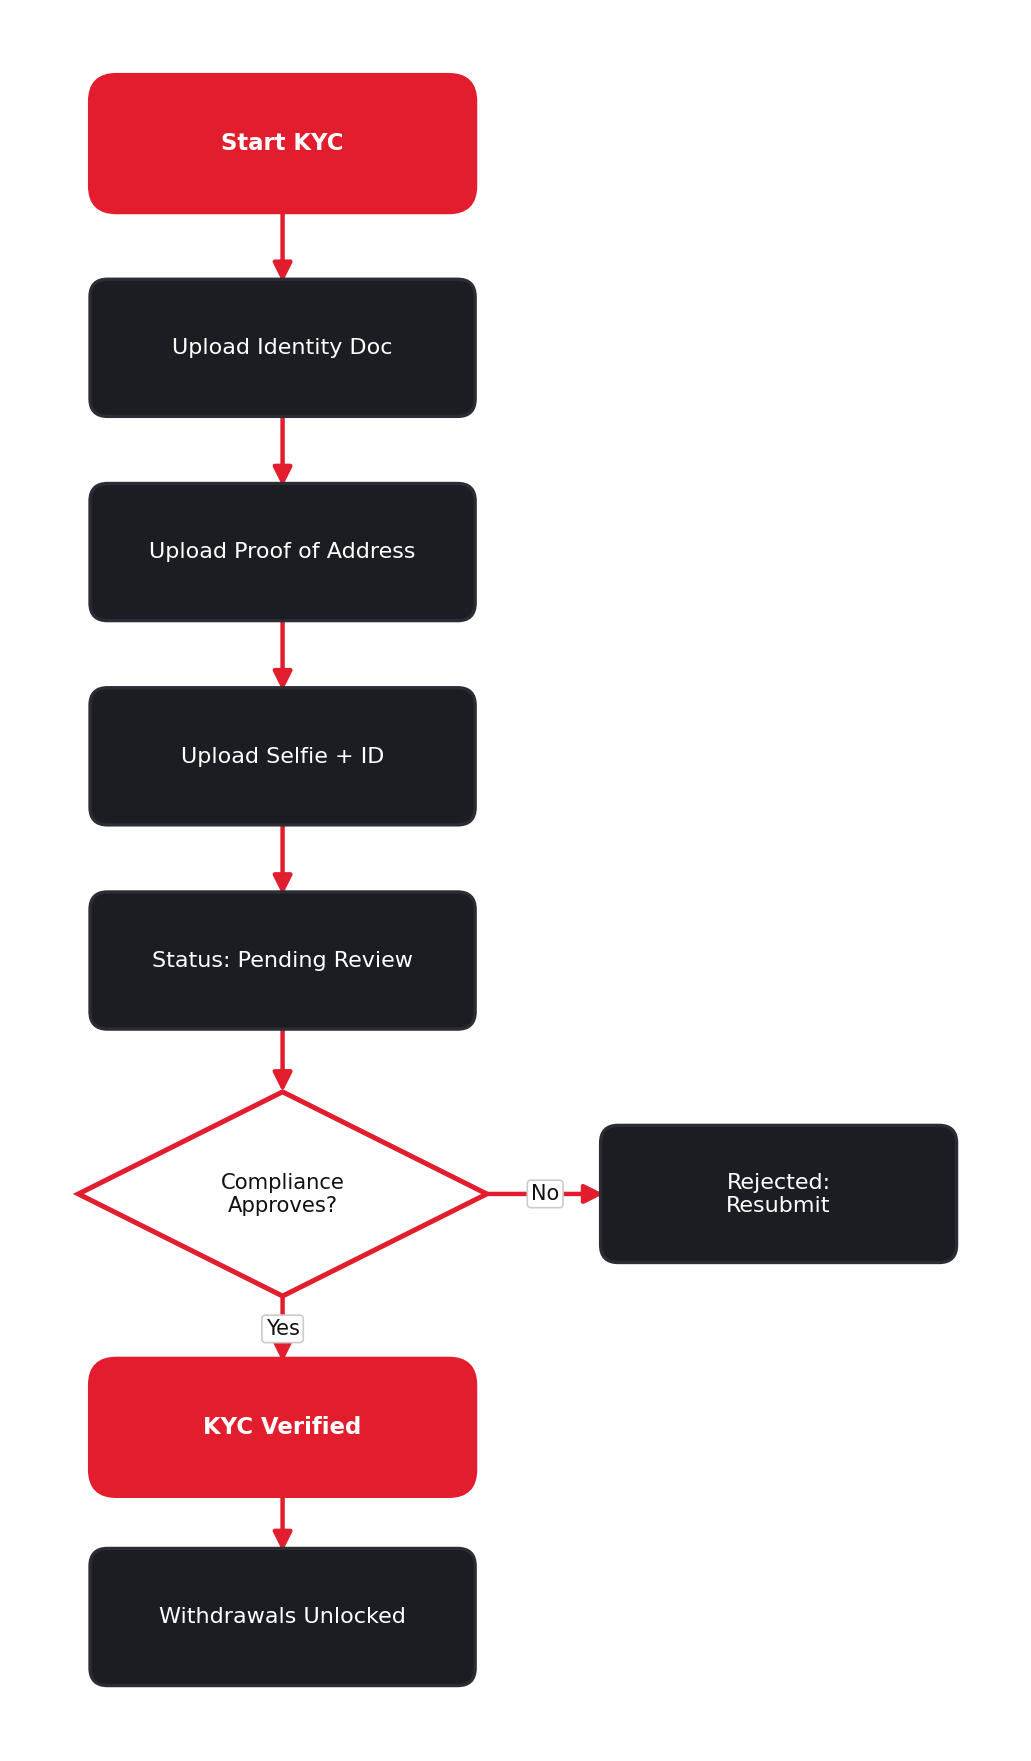 Start KYC
Upload Identity Doc
Upload Proof of Address
Upload Selfie + ID
Status: Pending Review
Compliance
Approves?
No
Rejected:
Resubmit
Yes
KYC Verified
Withdrawals Unlocked